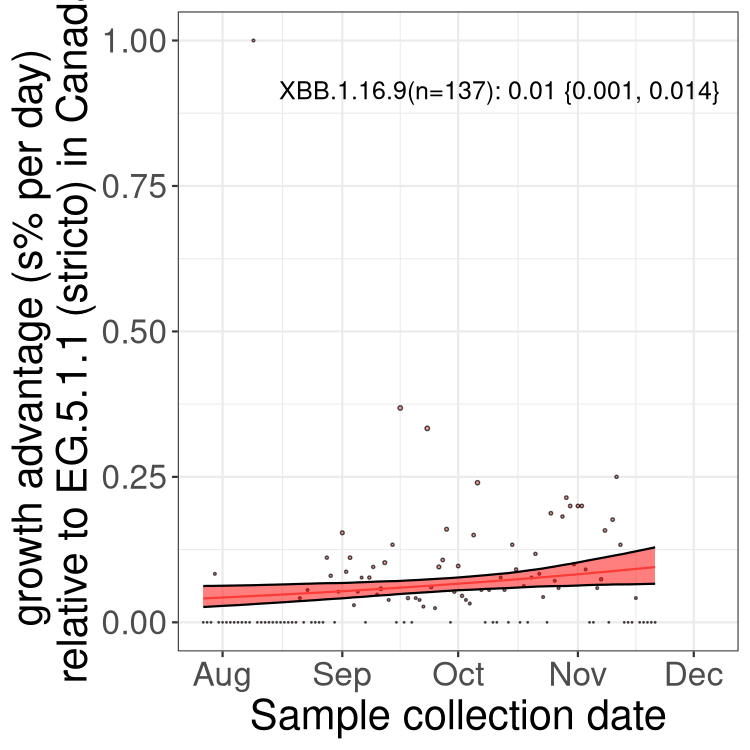 growth advantage (s% per day)
relative to EG.5.1.1 (stricto) in Canada
1.00
XBB.1.16.9(n=137): 0.01 {0.001, 0.014}
0.75
0.50
0.25
0.00
Aug Sep Oct Nov Dec
Sample collection date